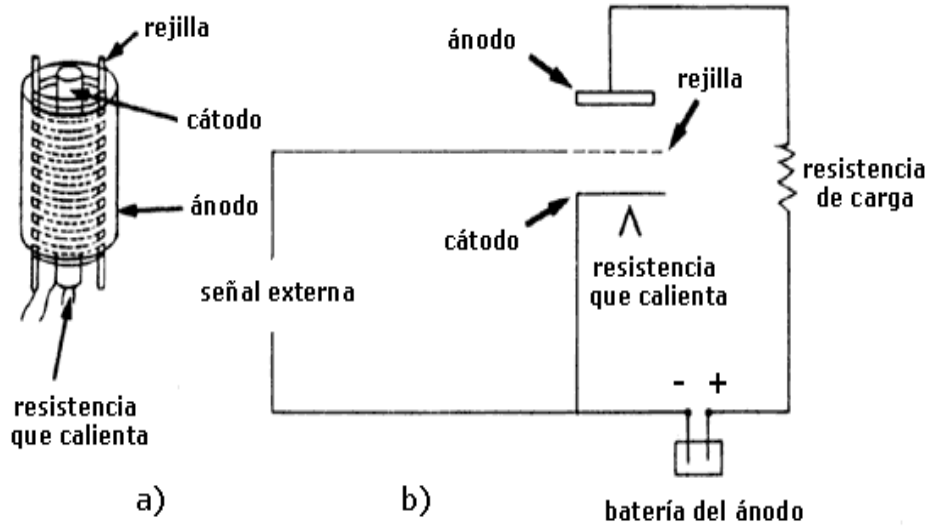 rejilla
cátodo
ánodo
resistencia
que calienta
a)
ánodo
rejilla
cátodo
resistencia
que calienta
resistencia
de carga
señal externa
- +
batería del ánodo
b)